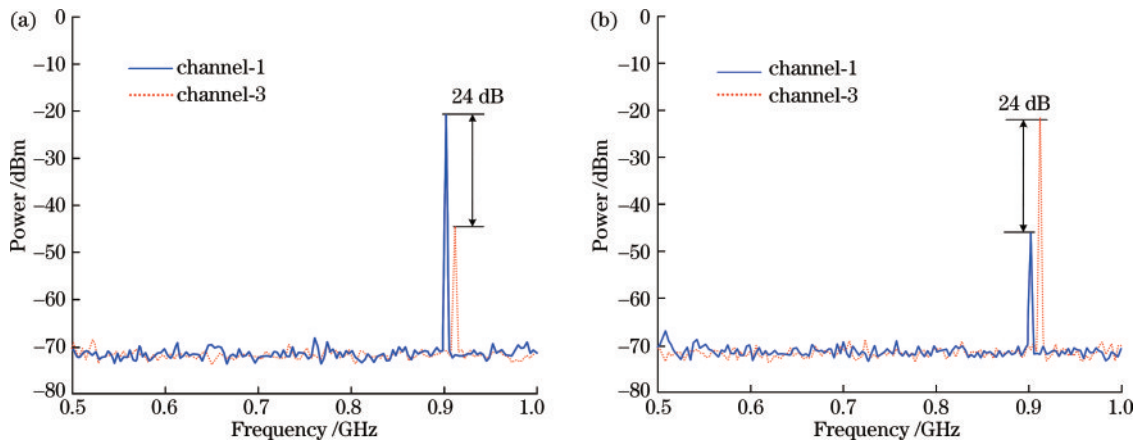 (a)
0
−10
−20
−30
−40
−50
−60
−70
−80
Power /dBm
channel-1
channel-3
24 dB
0.5 0.6 0.7 0.8 0.9 1.0
Frequency /GHz
(b)
0
−10
−20
−30
−40
−50
−60
−70
−80
Power /dBm
channel-1
channel-3
24 dB
0.5 0.6 0.7 0.8 0.9 1.0
Frequency /GHz